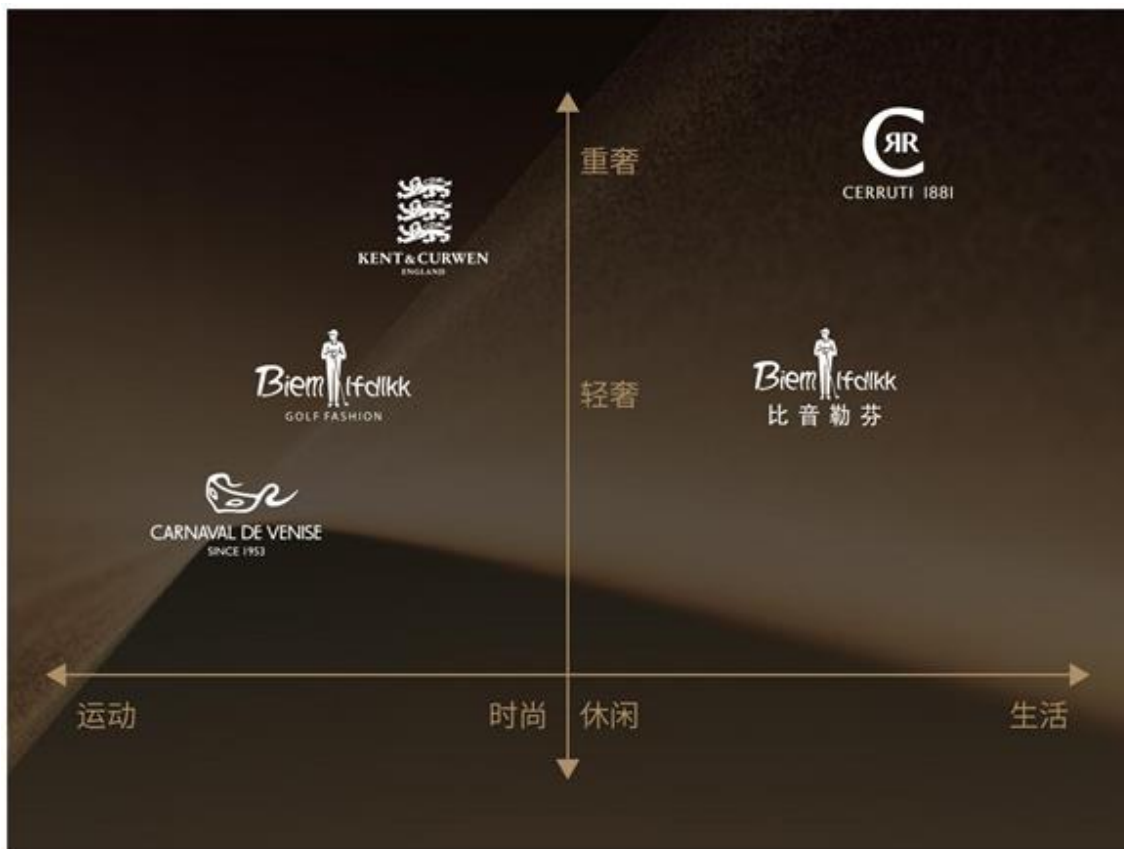 重奢
CRR
CERRUTI 1881
KENT & CURWEN
ENGLAND
Biem lfdlkk
GOLF FASHION
轻奢
Biem lfdlkk
比音勒芬
CARNAVAL DE VENISE
SINCE 1953
运动
时尚
休闲
生活